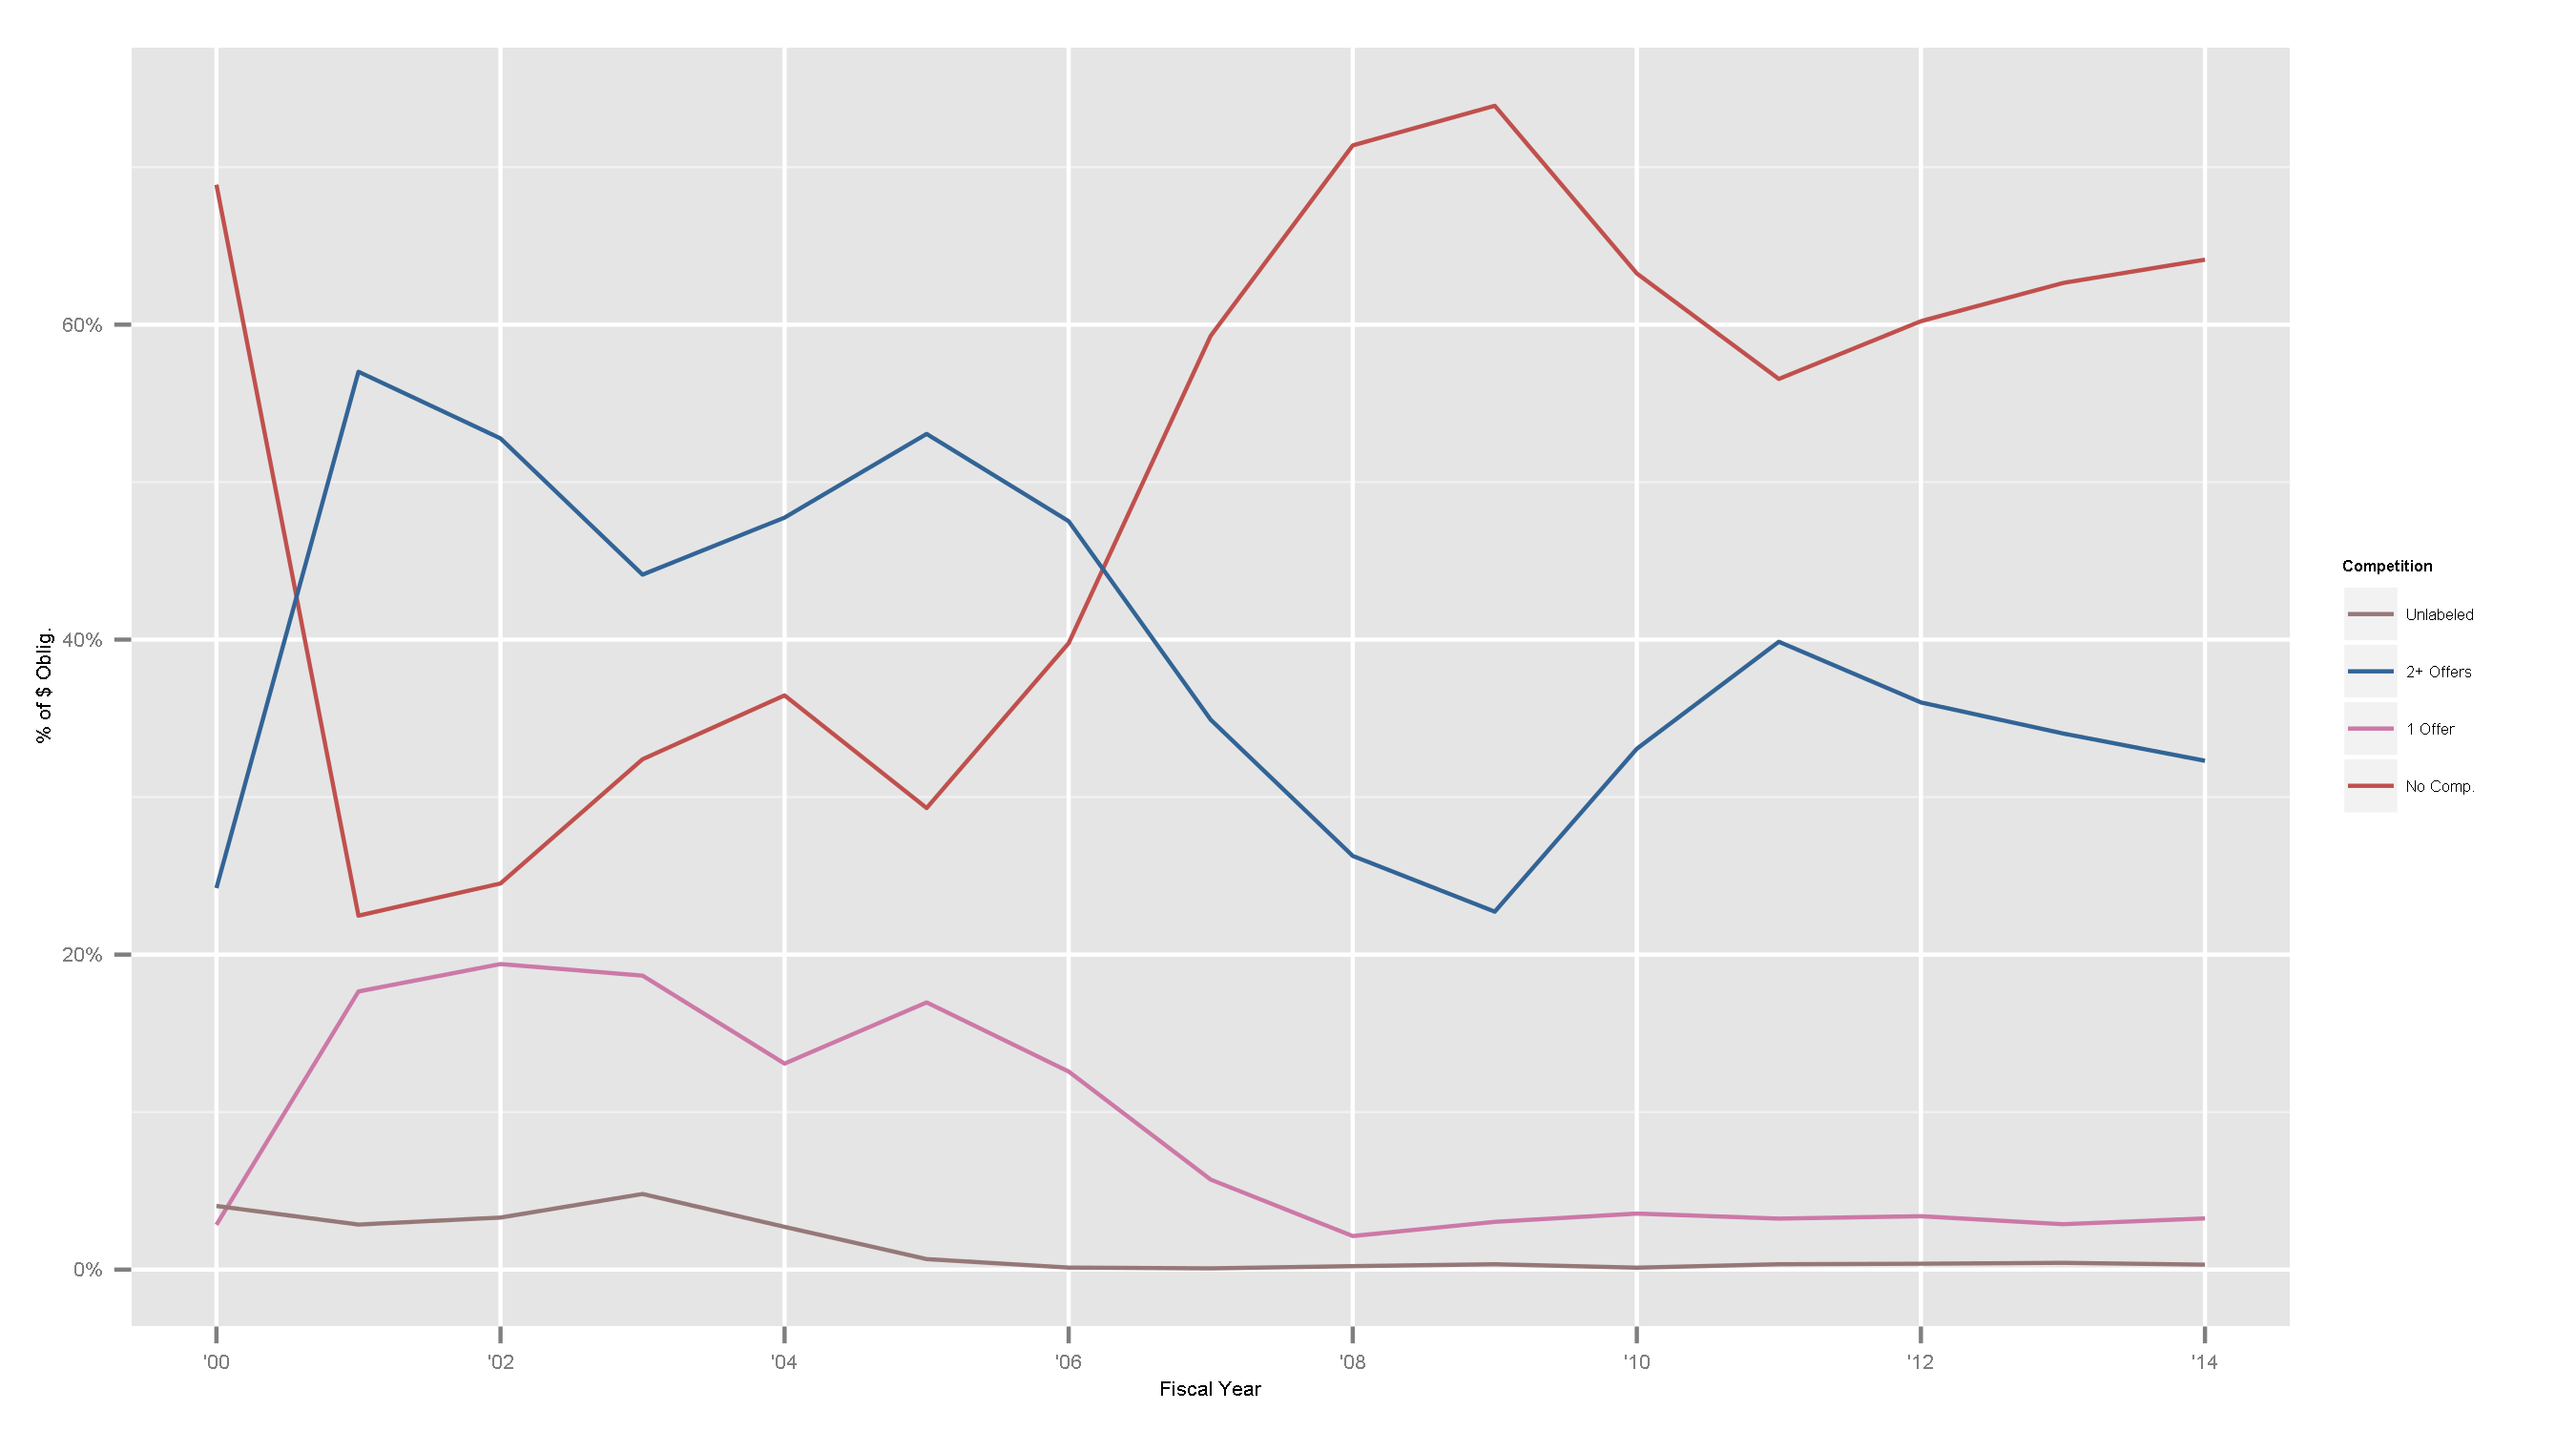 60%
40%
20%
0%
% of $ Oblig.
'00 '02 '04 '06 '08 '10 '12 '14
Fiscal Year
Competition
Unlabeled
2+ Offers
1 Offer
No Comp.